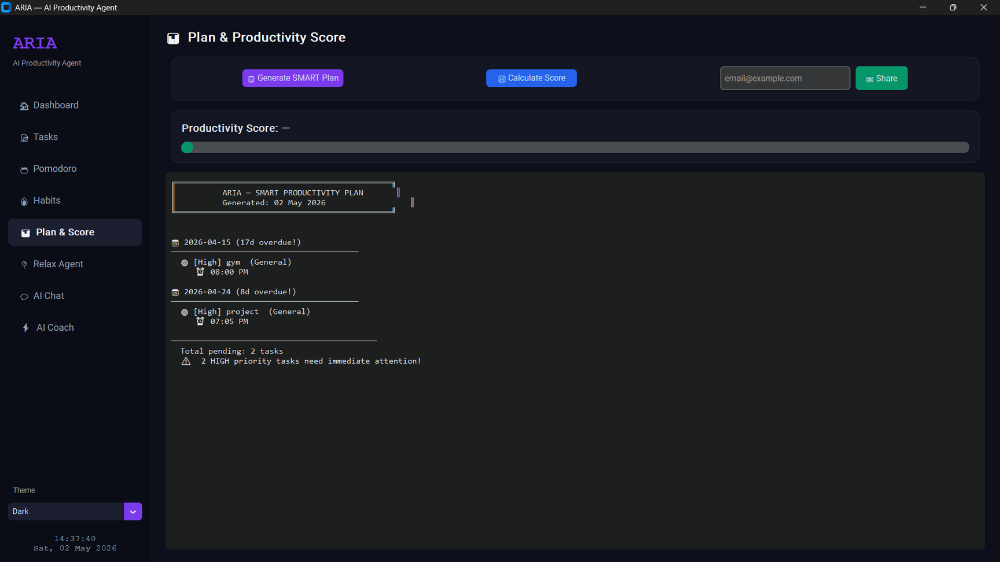 ARIA — AI Productivity Agent
ARIA
AI Productivity Agent
Dashboard
Tasks
Pomodoro
Habits
Plan & Score
Relax Agent
AI Chat
AI Coach
Theme
Dark
14:37:40
Sat, 02 May 2026
Plan & Productivity Score
Generate SMART Plan
Calculate Score
email@example.com
Share
Productivity Score: —
ARIA — SMART PRODUCTIVITY PLAN
Generated: 02 May 2026
2026-04-15 (17d overdue!)
[High] gym (General)
08:00 PM
2026-04-24 (8d overdue!)
[High] project (General)
07:05 PM
Total pending: 2 tasks
2 HIGH priority tasks need immediate attention!